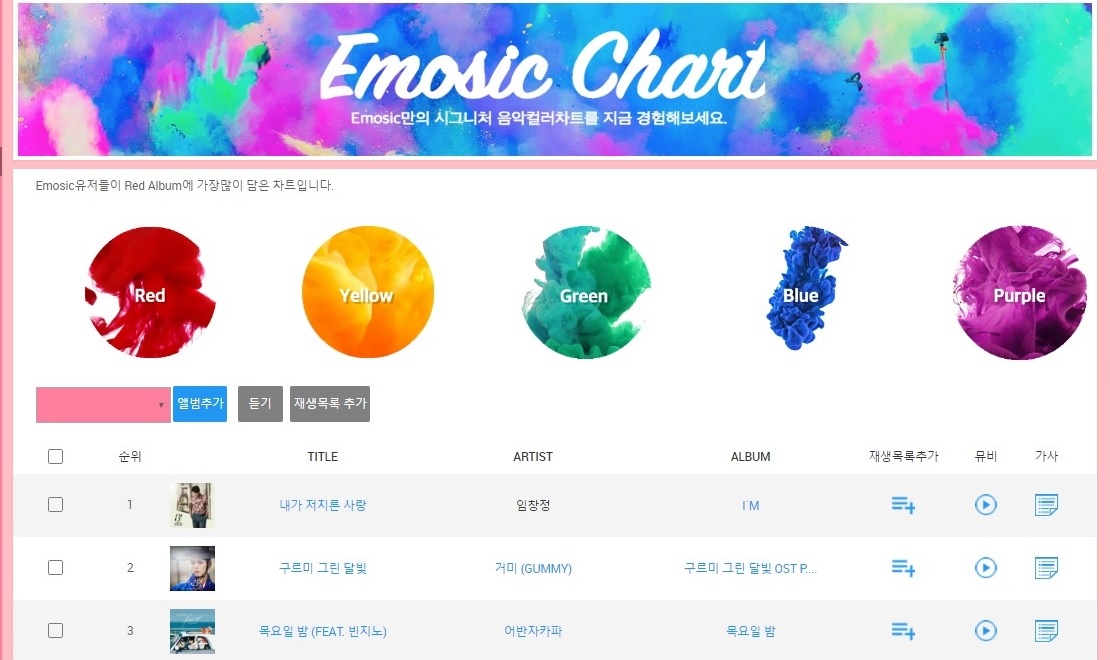 Emosic Chart
Emosic만의 시그니처 음악컬러차트를 지금 경험해보세요.
Emosic유저들이 Red Album에 가장많이 담은 차트입니다.
Red Yellow Green Blue Purple
앨범추가 듣기 재생목록 추가
순위 TITLE ARTIST ALBUM 재생목록추가 뮤비 가사
1 내가 저지른 사랑 임창정 I´M
2 구르미 그린 달빛 거미 (GUMMY) 구르미 그린 달빛 OST P....
3 목요일 밤 (FEAT. 빈지노) 어반자카파 목요일 밤